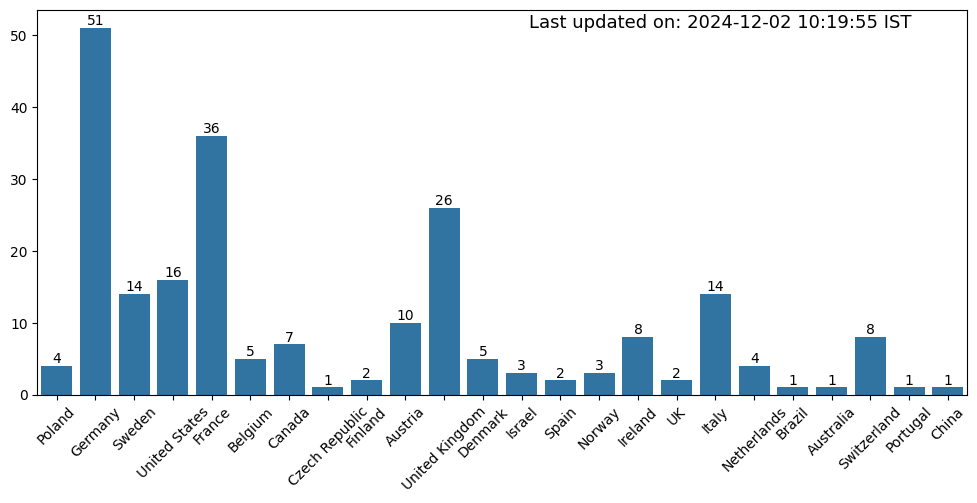 Last updated on: 2024-12-02 10:19:55 IST
50
40
30
20
10
0
4
51
14
16
36
5
7
1
2
10
26
5
3
2
3
8
2
14
4
1
1
8
1
1
Poland
Germany
Sweden
United States
France
Belgium
Canada
Czech Republic
Finland
Austria
United Kingdom
Denmark
Israel
Spain
Norway
Ireland
UK
Italy
Netherlands
Brazil
Australia
Switzerland
Portugal
China